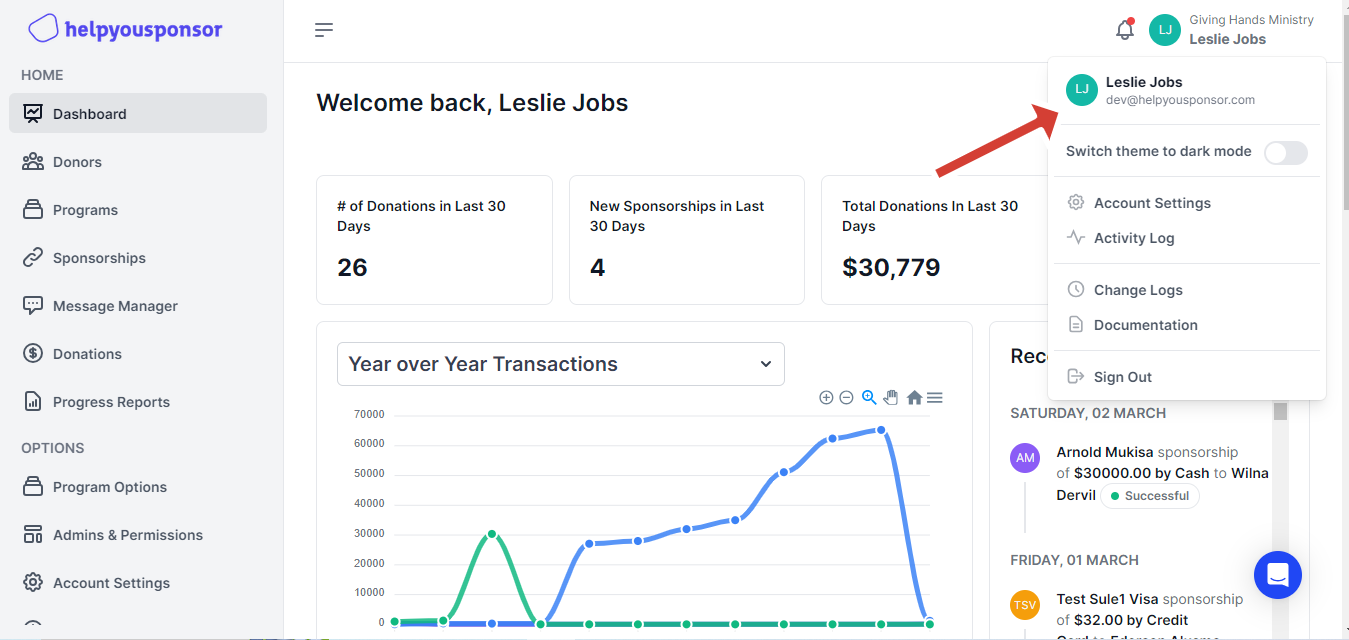 helpyousponsor
HOME
Dashboard
Donors
Programs
Sponsorships
Message Manager
Donations
Progress Reports
OPTIONS
Program Options
Admins & Permissions
Account Settings
LJ
Giving Hands Ministry
Leslie Jobs
Welcome back, Leslie Jobs
LJ
Leslie Jobs
dev@helpyousponsor.com
Switch theme to dark mode
Account Settings
Activity Log
Change Logs
Documentation
Sign Out
# of Donations in Last 30
Days
26
New Sponsorships in Last
30 Days
4
Total Donations In Last 30
Days
$30,779
Year over Year Transactions
70000
60000
50000
40000
30000
20000
10000
0
SATURDAY, 02 MARCH
AM
Arnold Mukisa sponsorship
of $30000.00 by Cash to Wilna
Dervil Successful
FRIDAY, 01 MARCH
TSV
Test Sule1 Visa sponsorship
of $32.00 by Credit